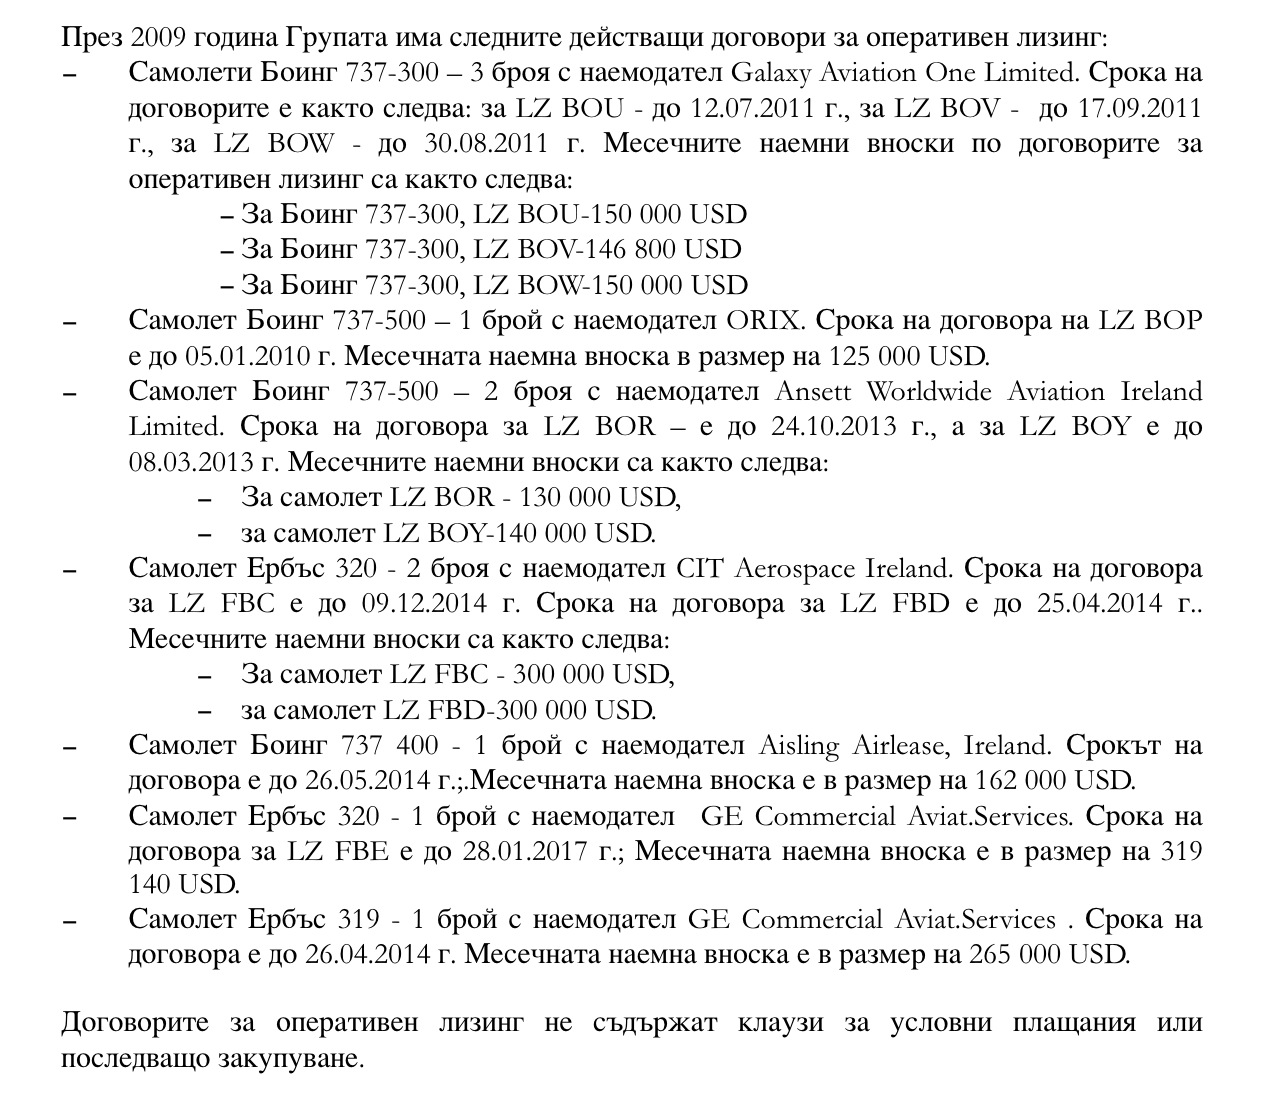 През 2009 година Групата има следните действащи договори за оперативен лизинг:
– Самолети Боинг 737-300 – 3 броя с наемодател Galaxy Aviation One Limited. Срока на
договорите е както следва: за LZ BOU - до 12.07.2011 г., за LZ BOV - до 17.09.2011
г., за LZ BOW - до 30.08.2011 г. Месечните наемни вноски по договорите за
оперативен лизинг са както следва:
– За Боинг 737-300, LZ BOU-150 000 USD
– За Боинг 737-300, LZ BOV-146 800 USD
– За Боинг 737-300, LZ BOW-150 000 USD
– Самолет Боинг 737-500 – 1 брой с наемодател ORIX. Срока на договора на LZ BOP
е до 05.01.2010 г. Месечната наемна вноска в размер на 125 000 USD.
– Самолет Боинг 737-500 – 2 броя с наемодател Ansett Worldwide Aviation Ireland
Limited. Срока на договора за LZ BOR – е до 24.10.2013 г., а за LZ BOY е до
08.03.2013 г. Месечните наемни вноски са както следва:
– За самолет LZ BOR - 130 000 USD,
– за самолет LZ BOY-140 000 USD.
– Самолет Ербъс 320 - 2 броя с наемодател CIT Aerospace Ireland. Срока на договора
за LZ FBC е до 09.12.2014 г. Срока на договора за LZ FBD е до 25.04.2014 г..
Месечните наемни вноски са както следва:
– За самолет LZ FBC - 300 000 USD,
– за самолет LZ FBD-300 000 USD.
– Самолет Боинг 737 400 - 1 брой с наемодател Aisling Airlease, Ireland. Срокът на
договора е до 26.05.2014 г.;.Месечната наемна вноска е в размер на 162 000 USD.
– Самолет Ербъс 320 - 1 брой с наемодател GE Commercial Aviat.Services. Срока на
договора за LZ FBE е до 28.01.2017 г.; Месечната наемна вноска е в размер на 319
140 USD.
– Самолет Ербъс 319 - 1 брой с наемодател GE Commercial Aviat.Services . Срока на
договора е до 26.04.2014 г. Месечната наемна вноска е в размер на 265 000 USD.
Договорите за оперативен лизинг не съдържат клаузи за условни плащания или
последващо закупуване.